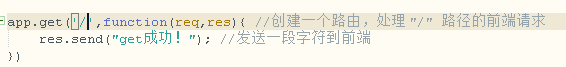 app.get('/',function(req,res){ //创建一个路由，处理 "/" 路径的前端请求
res.send("get成功！"); //发送一段字符到前端
})